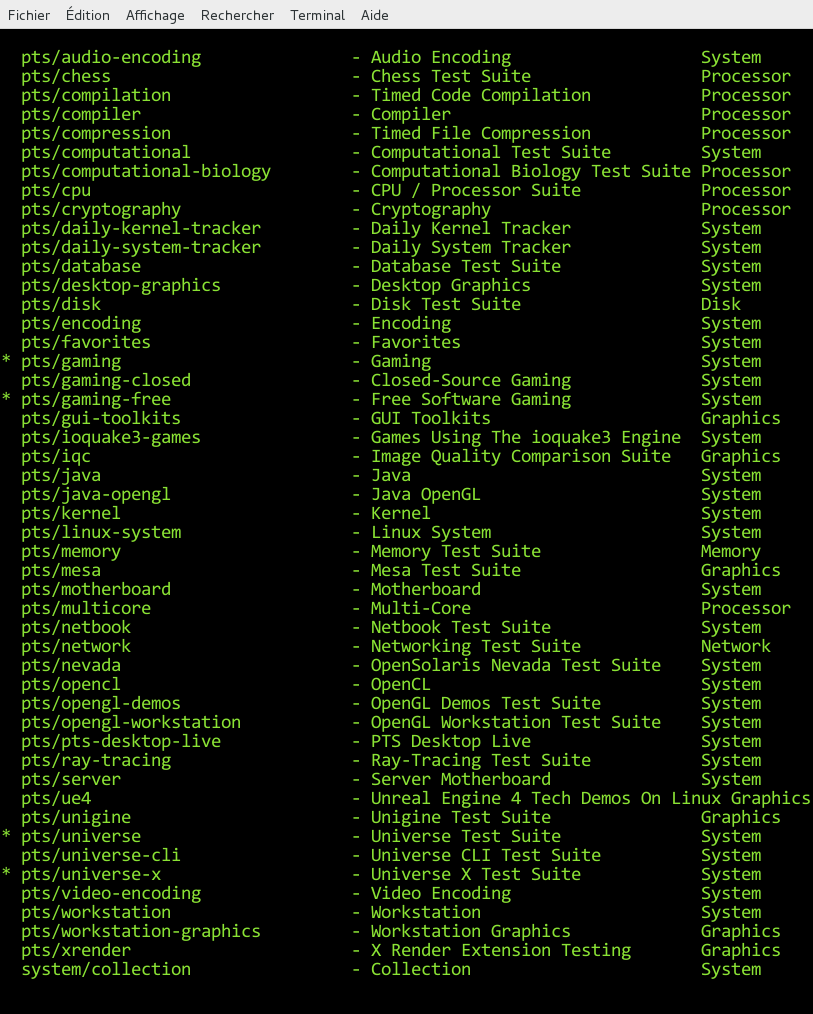 Fichier Édition Affichage Rechercher Terminal Aide
pts/audio-encoding - Audio Encoding System
pts/chess - Chess Test Suite Processor
pts/compilation - Timed Code Compilation Processor
pts/compiler - Compiler Processor
pts/compression - Timed File Compression Processor
pts/computational - Computational Test Suite System
pts/computational-biology - Computational Biology Test Suite Processor
pts/cpu - CPU / Processor Suite Processor
pts/cryptography - Cryptography Processor
pts/daily-kernel-tracker - Daily Kernel Tracker System
pts/daily-system-tracker - Daily System Tracker System
pts/database - Database Test Suite System
pts/desktop-graphics - Desktop Graphics System
pts/disk - Disk Test Suite Disk
pts/encoding - Encoding System
pts/favorites - Favorites System
* pts/gaming - Gaming System
pts/gaming-closed - Closed-Source Gaming System
* pts/gaming-free - Free Software Gaming System
pts/gui-toolkits - GUI Toolkits Graphics
pts/ioquake3-games - Games Using The ioquake3 Engine System
pts/iqc - Image Quality Comparison Suite Graphics
pts/java - Java System
pts/java-opengl - Java OpenGL System
pts/kernel - Kernel System
pts/linux-system - Linux System System
pts/memory - Memory Test Suite Memory
pts/mesa - Mesa Test Suite Graphics
pts/motherboard - Motherboard System
pts/multicore - Multi-Core Processor
pts/netbook - Netbook Test Suite System
pts/network - Networking Test Suite Network
pts/nevada - OpenSolaris Nevada Test Suite System
pts/opencl - OpenCL System
pts/opengl-demos - OpenGL Demos Test Suite System
pts/opengl-workstation - OpenGL Workstation Test Suite System
pts/pts-desktop-live - PTS Desktop Live System
pts/ray-tracing - Ray-Tracing Test Suite System
pts/server - Server Motherboard System
pts/ue4 - Unreal Engine 4 Tech Demos On Linux Graphics
pts/unigine - Unigine Test Suite Graphics
* pts/universe - Universe Test Suite System
pts/universe-cli - Universe CLI Test Suite System
* pts/universe-x - Universe X Test Suite System
pts/video-encoding - Video Encoding System
pts/workstation - Workstation System
pts/workstation-graphics - Workstation Graphics Graphics
pts/xrender - X Render Extension Testing Graphics
system/collection - Collection System